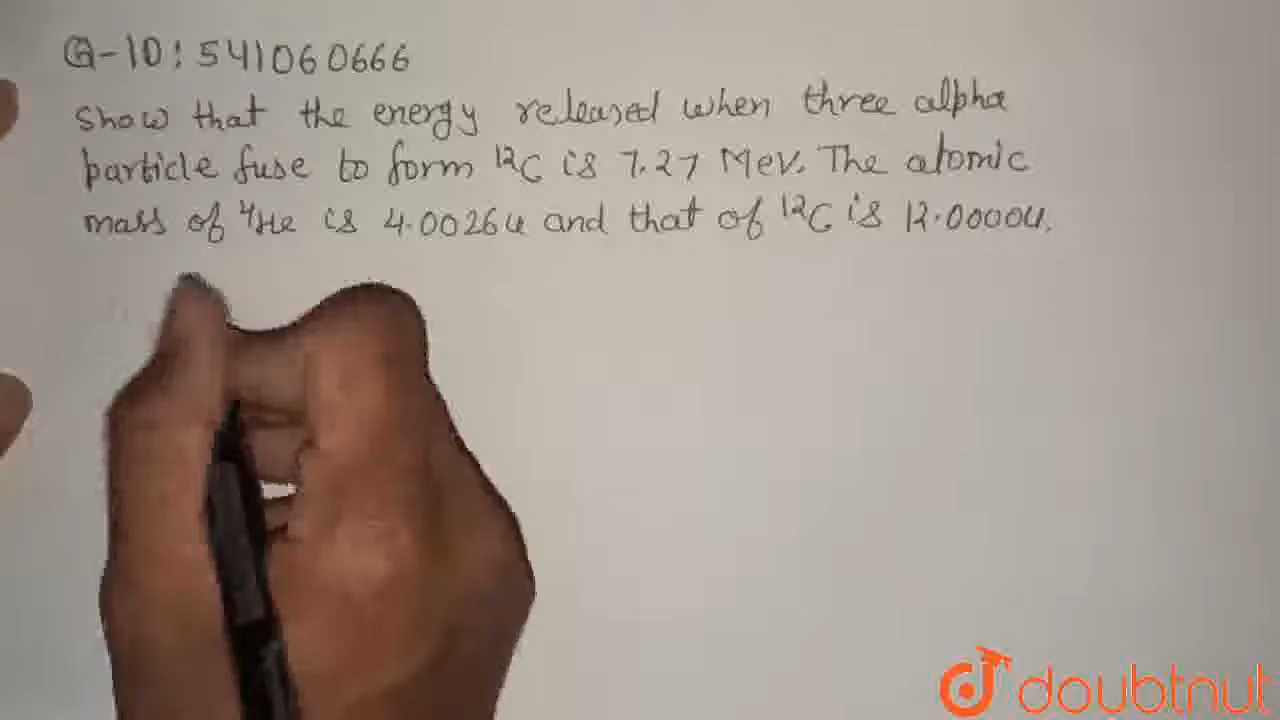 Q-10: 541060666
Show that the energy released when three alpha
particle fuse to form 12C is 7.27 MeV. The atomic
mass of 4He is 4.0026u and that of 12C is 12.0000u.
doubtnut